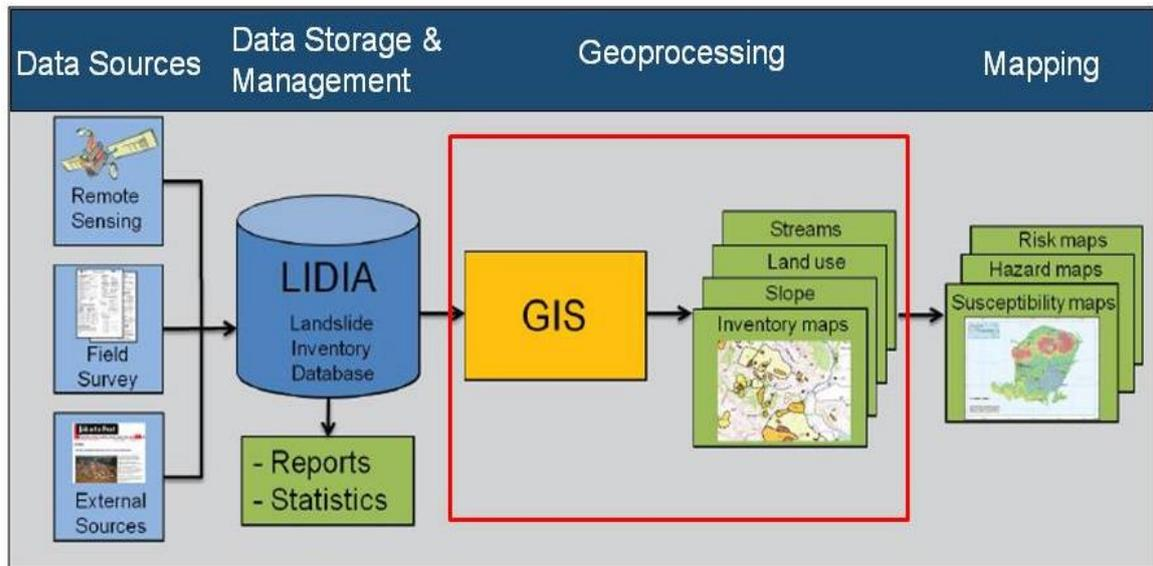 Data Sources
Data Storage &
Management
Geoprocessing
Mapping
Remote
Sensing
Field
Survey
External
Sources
LIDIA
Landslide
Inventory
Database
- Reports
- Statistics
GIS
Streams
Land use
Slope
Inventory maps
Risk maps
Hazard maps
Susceptibility maps